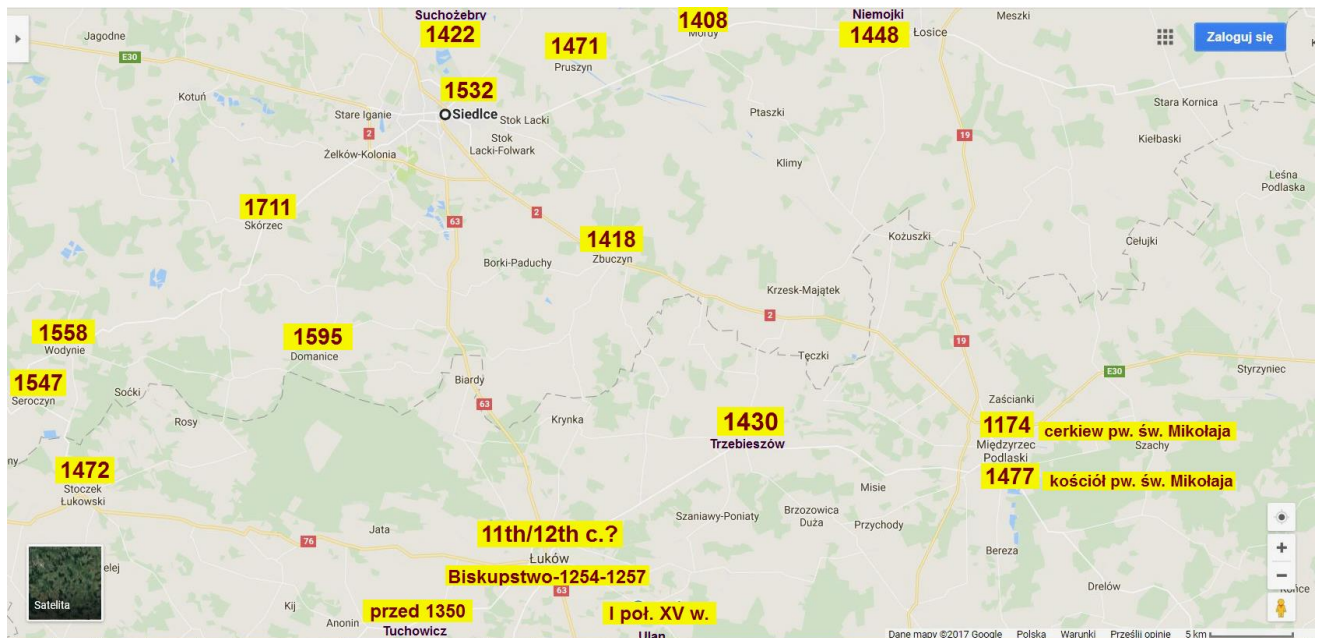 Suchożebry
1422
1408
Mordy
Niemojki
1448
Łosice
Meszki
Jagodne
E30
1471
Pruszyn
Zaloguj się
Kotuń
1532
Siedlce
Stare Iganie
Stok Lacki
Stok
Lacki-Folwark
2
Żelków-Kolonia
Ptaszki
Klimy
19
Stara Kornica
Kiełbaski
Leśna
Podlaska
1711
Skórzec
63
2
1418
Zbuczyn
Borki-Paduchy
Kożuszki
Celujki
Krzesk-Majątek
2
1558
Wodynie
1595
Domanice
19
Tęczki
E30
Styrzyniec
1547
Seroczyn
Soćki
Biardy
63
Rosy
Krynka
1430
Trzebieszów
Zaścianki
1174
cerkiew pw. św. Mikołaja
Międzyrzec
Podlaski
Szachy
1477
kościół pw. św. Mikołaja
ny
1472
Stoczek
Łukowski
Misie
Szaniawy-Poniaty
Brzozowica
Duża
Przychody
Jata
76
11th/12th c.?
Łuków
Biskupstwo-1254-1257
63
Bereza
Satelita
elej
Kij
Anonin
przed 1350
Tuchowicz
I poł. XV w.
Ulan
Drelów
Dane mapy ©2017 Google
Polska
Warunki
Prześlij opinię
5 km